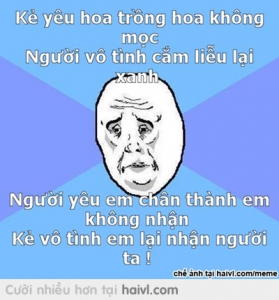 Kẻ yêu hoa trồng hoa không
mọc
Người vô tình cắm liễu lại
xanh
Người yêu em chân thành em
không nhận
Kẻ vô tình em lại nhận người
ta !
chế ảnh tại haivl.com/meme
Cười nhiều hơn tại haivl.com